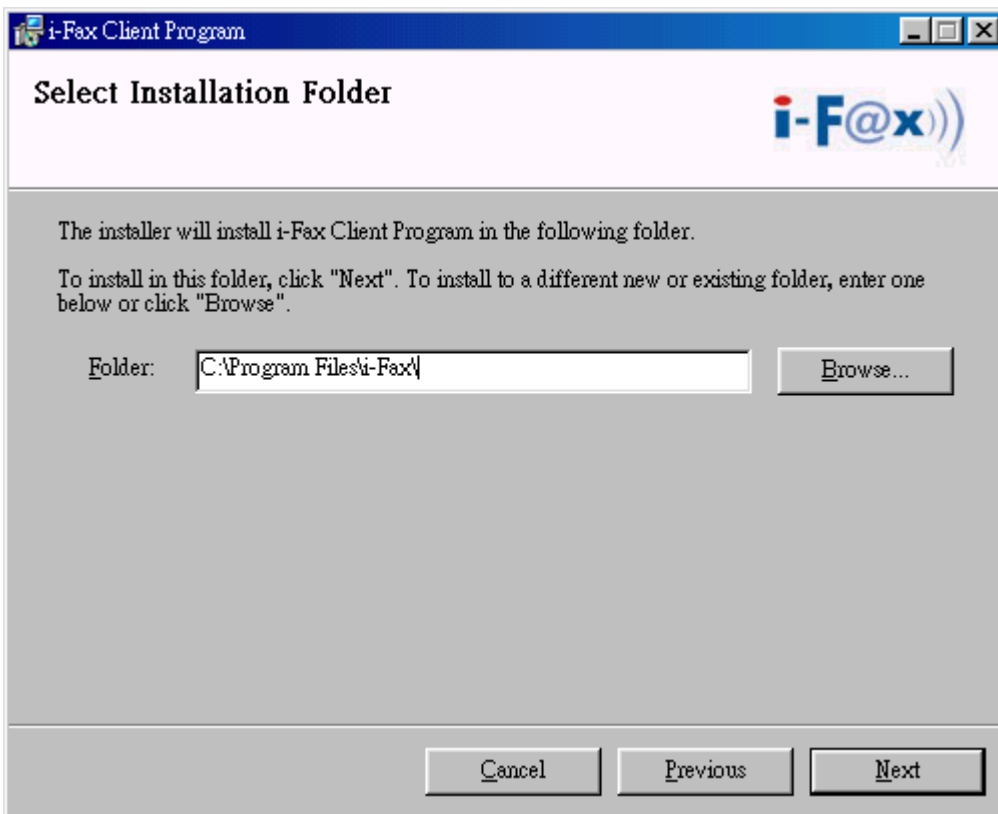 i-Fax Client Program
Select Installation Folder
i-F@x
The installer will install i-Fax Client Program in the following folder.
To install in this folder, click "Next". To install to a different new or existing folder, enter one
below or click "Browse".
Folder: C:\Program Files\i-Fax\ Browse...
Cancel Previous Next